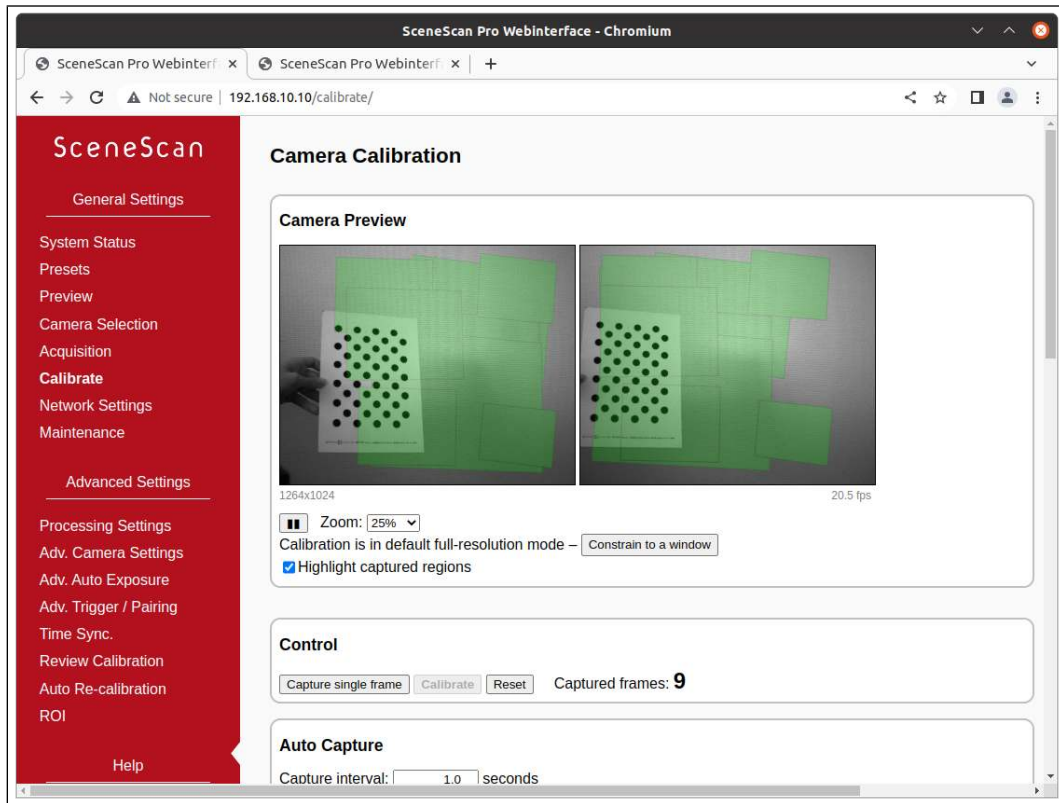 SceneScan Pro Webinterface - Chromium
SceneScan Pro Webinterf
SceneScan Pro Webinterf
Not secure | 192.168.10.10/calibrate/
SceneScan
General Settings
System Status
Presets
Preview
Camera Selection
Acquisition
Calibrate
Network Settings
Maintenance
Advanced Settings
Processing Settings
Adv. Camera Settings
Adv. Auto Exposure
Adv. Trigger / Pairing
Time Sync.
Review Calibration
Auto Re-calibration
ROI
Help
Camera Calibration
Camera Preview
1264x1024 20.5 fps
Zoom: 25%
Calibration is in default full-resolution mode – Constrain to a window
Highlight captured regions
Control
Capture single frame Calibrate Reset Captured frames: 9
Auto Capture
Capture interval: 1.0 seconds